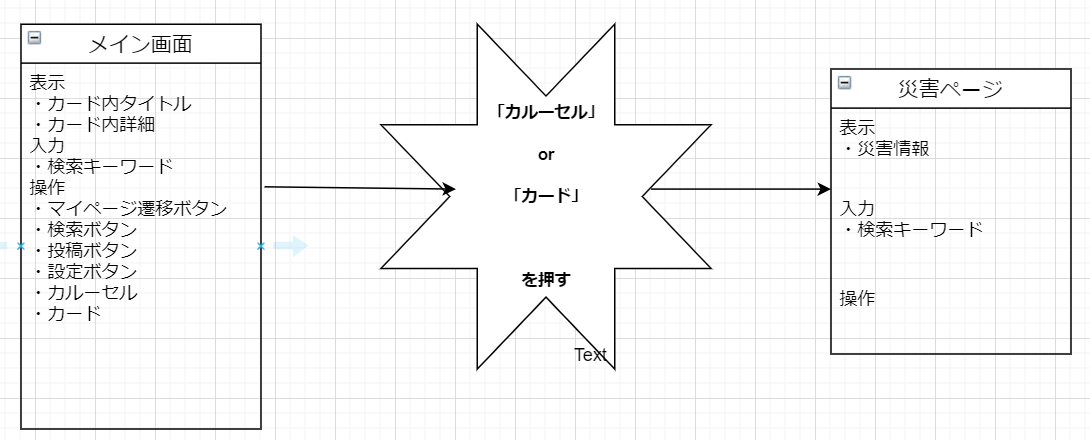 メイン画面
表示
・カード内タイトル
・カード内詳細
入力
・検索キーワード
操作
・マイページ遷移ボタン
・検索ボタン
・投稿ボタン
・設定ボタン
・カルーセル
・カード
「カルーセル」
or
「カード」
を押す
Text
災害ページ
表示
・災害情報
入力
・検索キーワード
操作